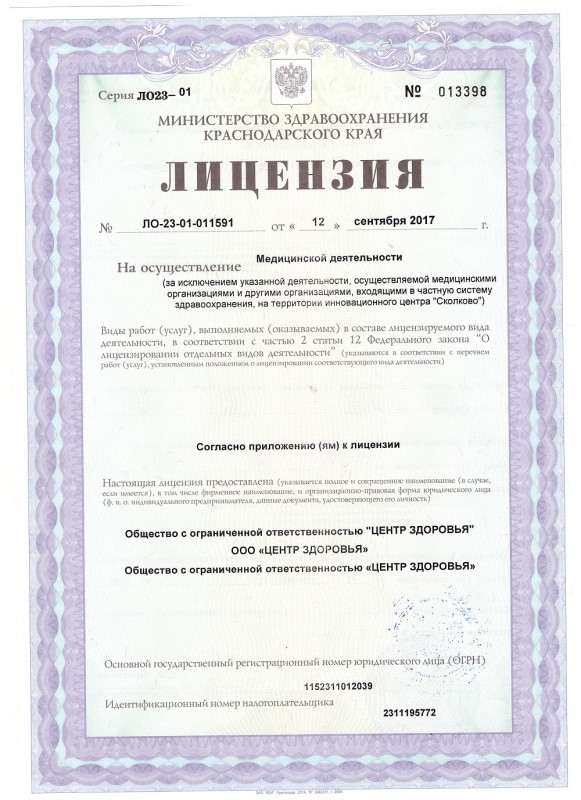 Серия ЛО23– 01 № 013398
МИНИСТЕРСТВО ЗДРАВООХРАНЕНИЯ
КРАСНОДАРСКОГО КРАЯ
ЛИЦЕНЗИЯ
№ ЛО-23-01-011591 от « 12 » сентября 2017 г.
Медицинской деятельности
На осуществление
(за исключением указанной деятельности, осуществляемой медицинскими
организациями и другими организациями, входящими в частную систему
здравоохранения, на территории инновационного центра "Сколково")
Виды работ (услуг), выполняемых (оказываемых) в составе лицензируемого вида
деятельности, в соответствии с частью 2 статьи 12 Федерального закона "О
лицензировании отдельных видов деятельности" (указываются в соответствии с перечнем
работ (услуг), установленным положением о лицензировании соответствующего вида деятельности)
Согласно приложению (ям) к лицензии
Настоящая лицензия предоставлена (указывается полное и сокращенное наименование (в случае,
если имеется), в том числе фирменное наименование, и организационно-правовая форма юридического лица
(ф. и. о. индивидуального предпринимателя, данные документа, удостоверяющего его личность)
Общество с ограниченной ответственностью "ЦЕНТР ЗДОРОВЬЯ"
ООО «ЦЕНТР ЗДОРОВЬЯ»
Общество с ограниченной ответственностью «ЦЕНТР ЗДОРОВЬЯ»
Основной государственный регистрационный номер юридического лица (ОГРН)
1152311012039
Идентификационный номер налогоплательщика
2311195772